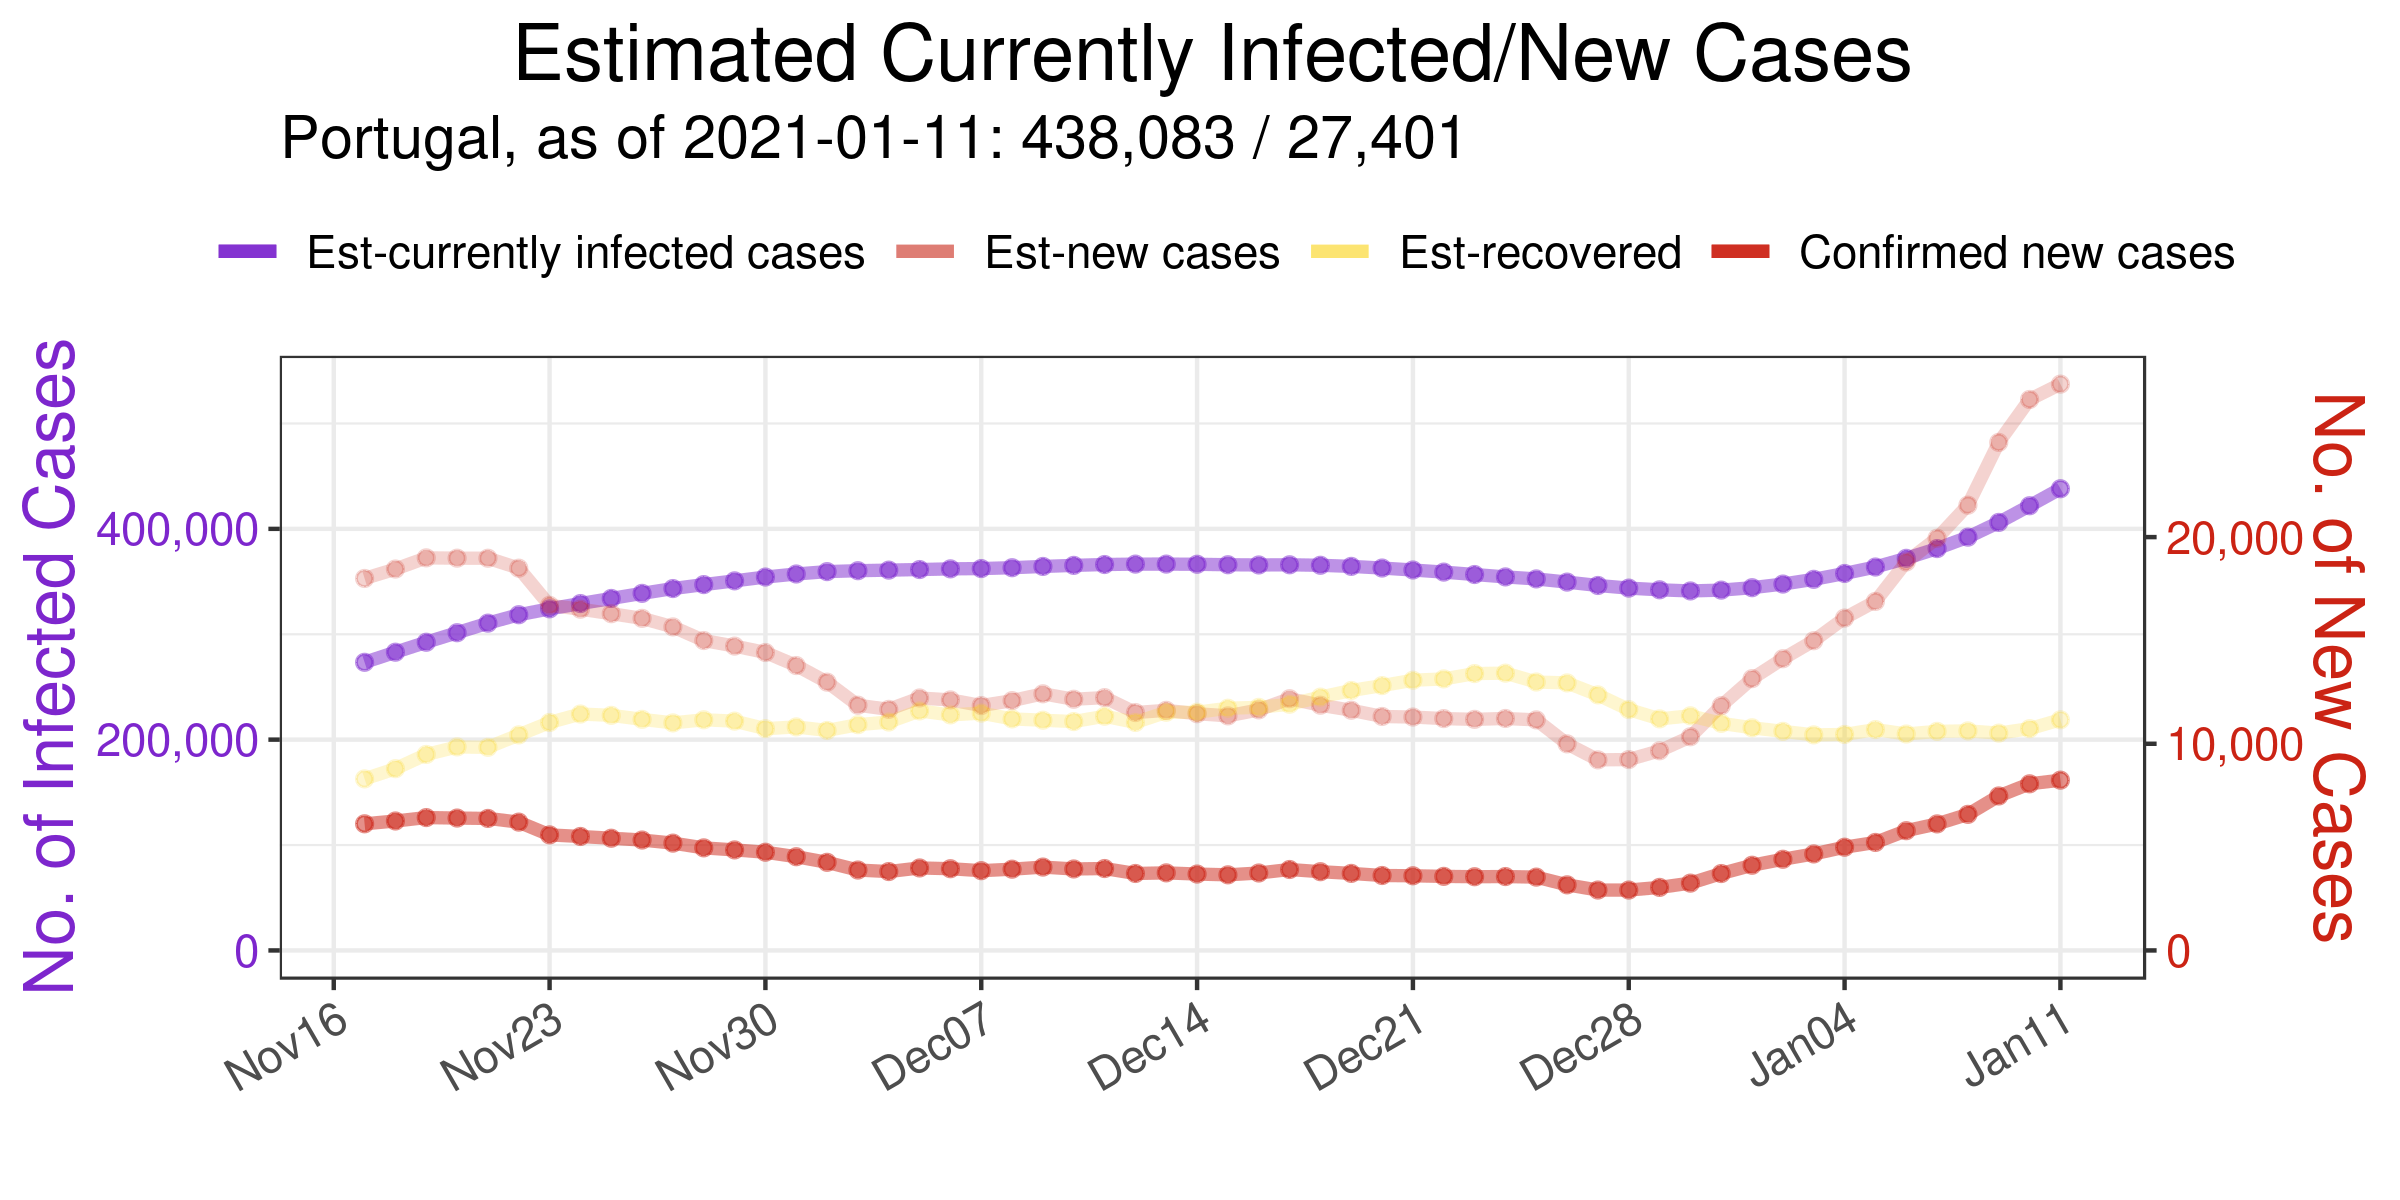 Estimated Currently Infected/New Cases
Portugal, as of 2021-01-11: 438,083 / 27,401
Est-currently infected cases Est-new cases Est-recovered Confirmed new cases
No. of Infected Cases
400,000
200,000
0
20,000
10,000
0
No. of New Cases
Nov16 Nov23 Nov30 Dec07 Dec14 Dec21 Dec28 Jan04 Jan11